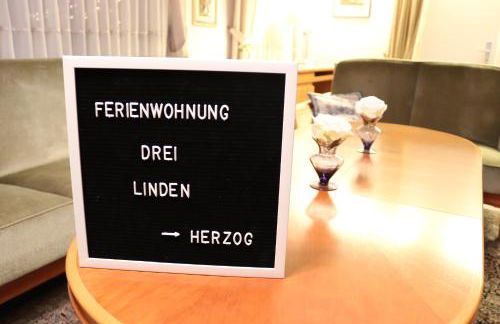 FERIENWOHNUNG
DREI
LINDEN
→ HERZOG